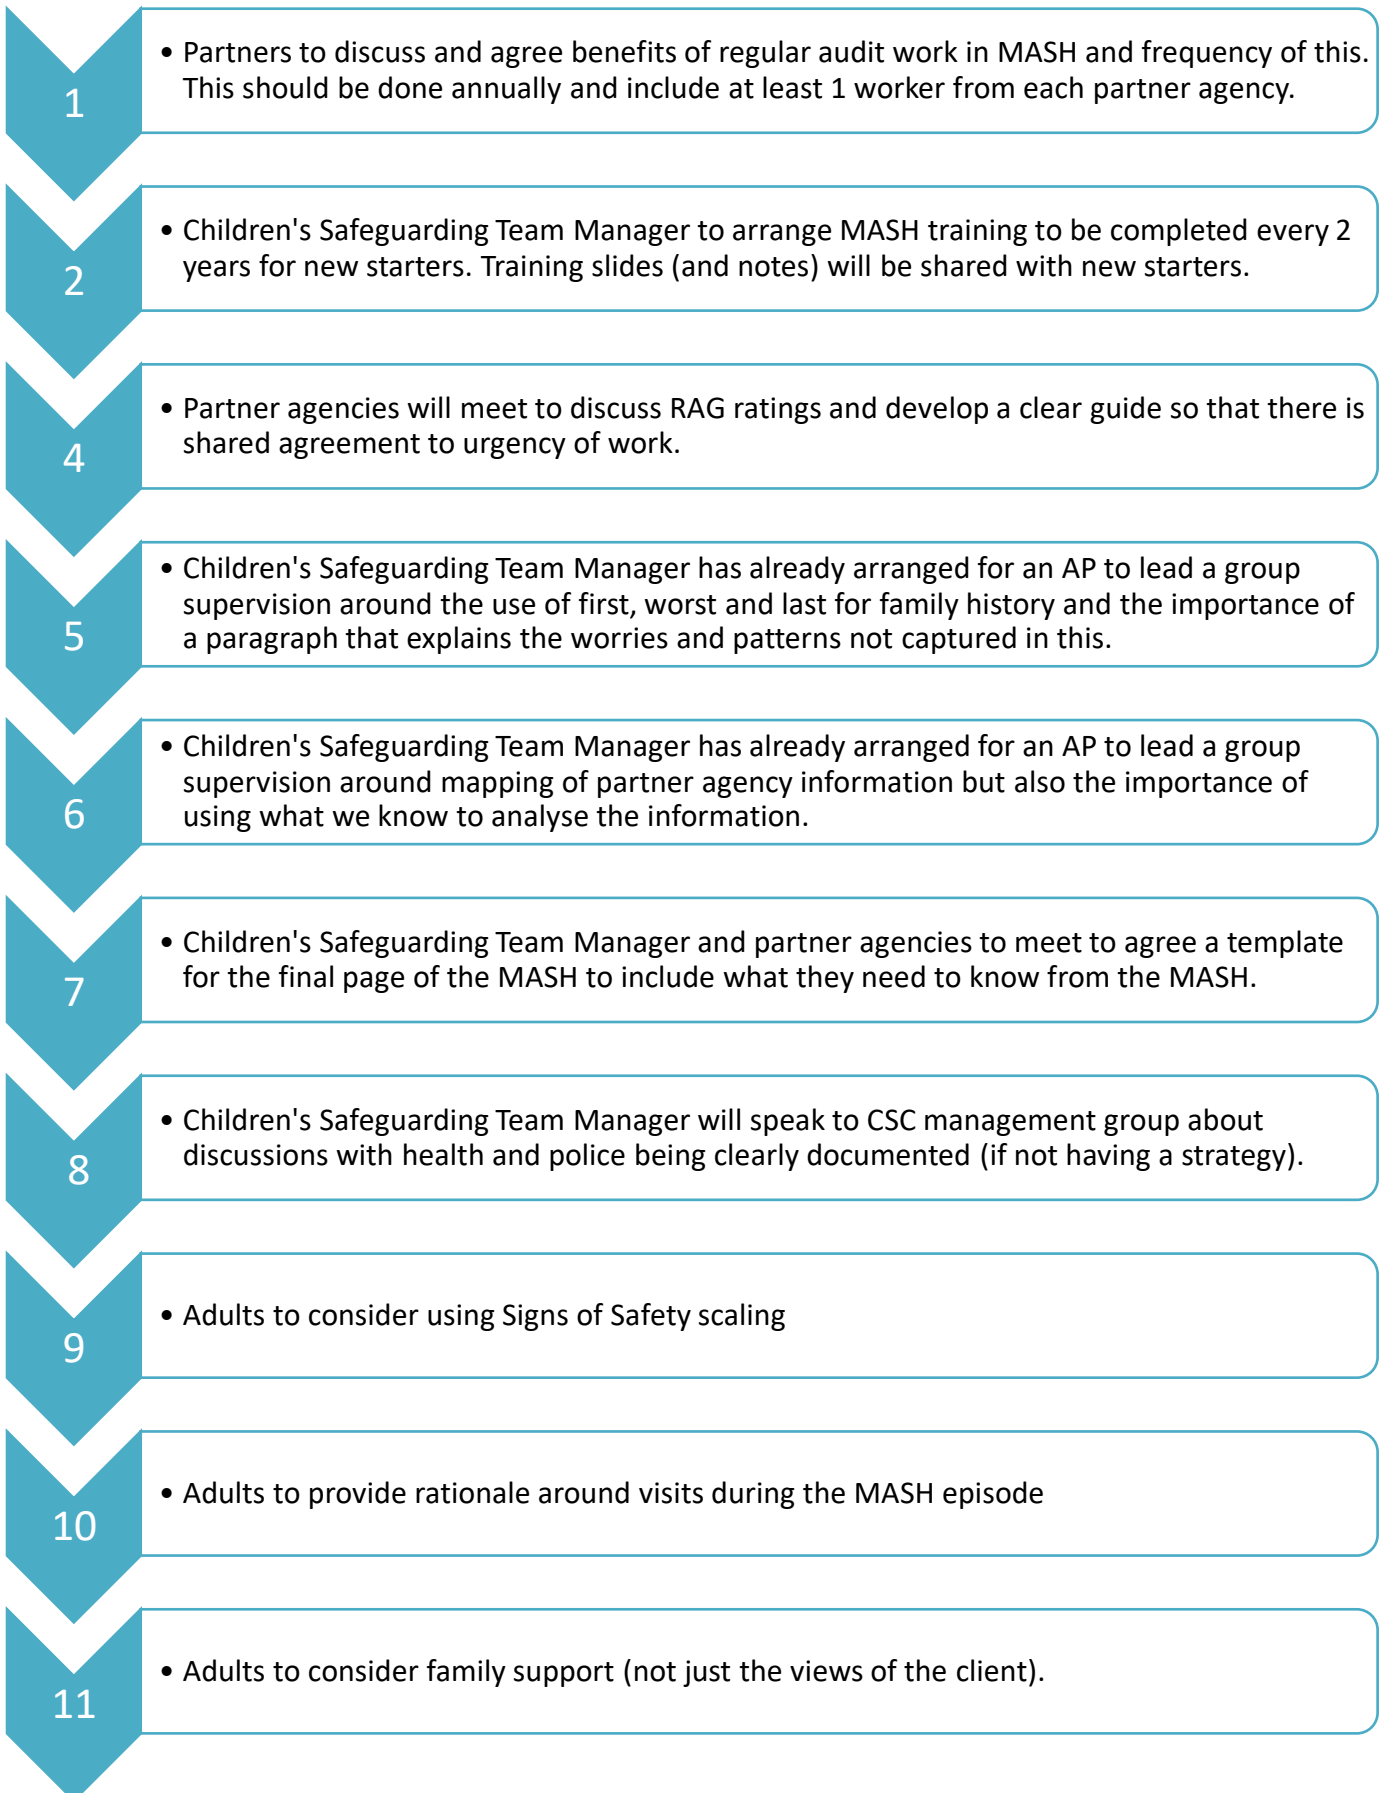 1
• Partners to discuss and agree benefits of regular audit work in MASH and frequency of this.
This should be done annually and include at least 1 worker from each partner agency.
2
• Children's Safeguarding Team Manager to arrange MASH training to be completed every 2
years for new starters. Training slides (and notes) will be shared with new starters.
4
• Partner agencies will meet to discuss RAG ratings and develop a clear guide so that there is
shared agreement to urgency of work.
5
• Children's Safeguarding Team Manager has already arranged for an AP to lead a group
supervision around the use of first, worst and last for family history and the importance of
a paragraph that explains the worries and patterns not captured in this.
6
• Children's Safeguarding Team Manager has already arranged for an AP to lead a group
supervision around mapping of partner agency information but also the importance of
using what we know to analyse the information.
7
• Children's Safeguarding Team Manager and partner agencies to meet to agree a template
for the final page of the MASH to include what they need to know from the MASH.
8
• Children's Safeguarding Team Manager will speak to CSC management group about
discussions with health and police being clearly documented (if not having a strategy).
9
• Adults to consider using Signs of Safety scaling
10
• Adults to provide rationale around visits during the MASH episode
11
• Adults to consider family support (not just the views of the client).